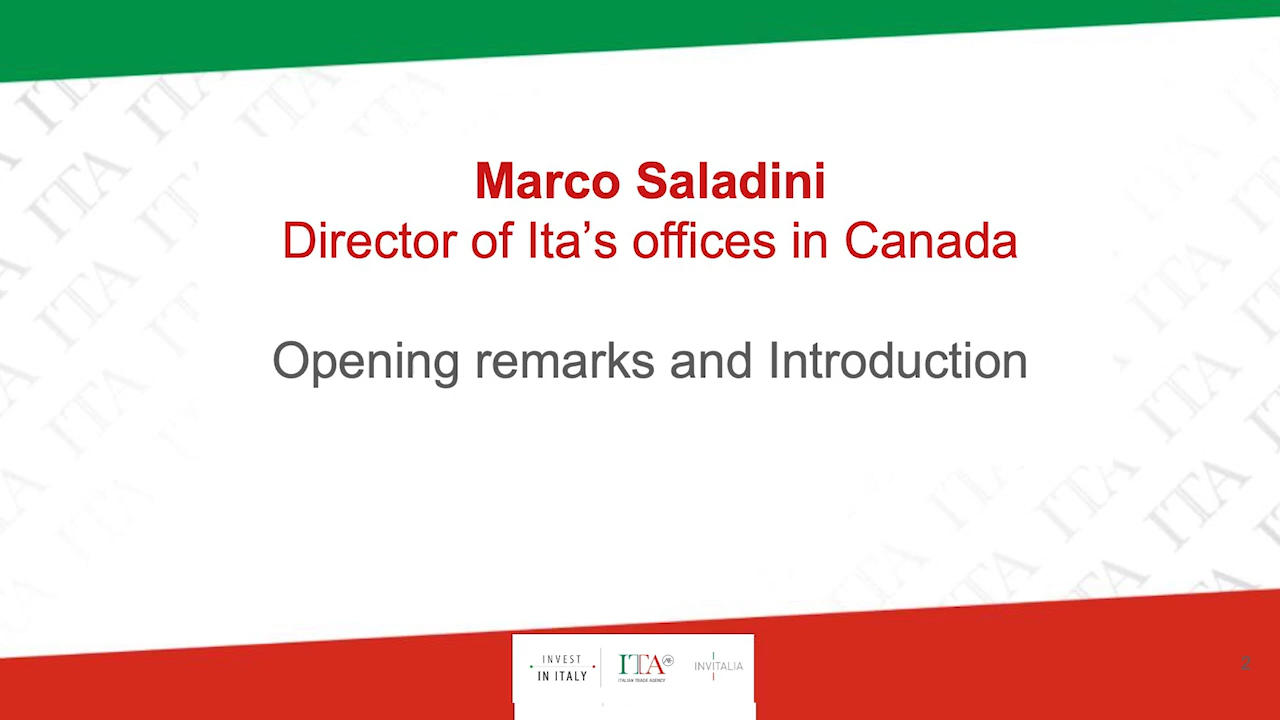 Marco Saladini
Director of Ita’s offices in Canada
Opening remarks and Introduction
INVEST
IN ITALY
ITA
ITALIAN TRADE AGENCY
INVITALIA
2